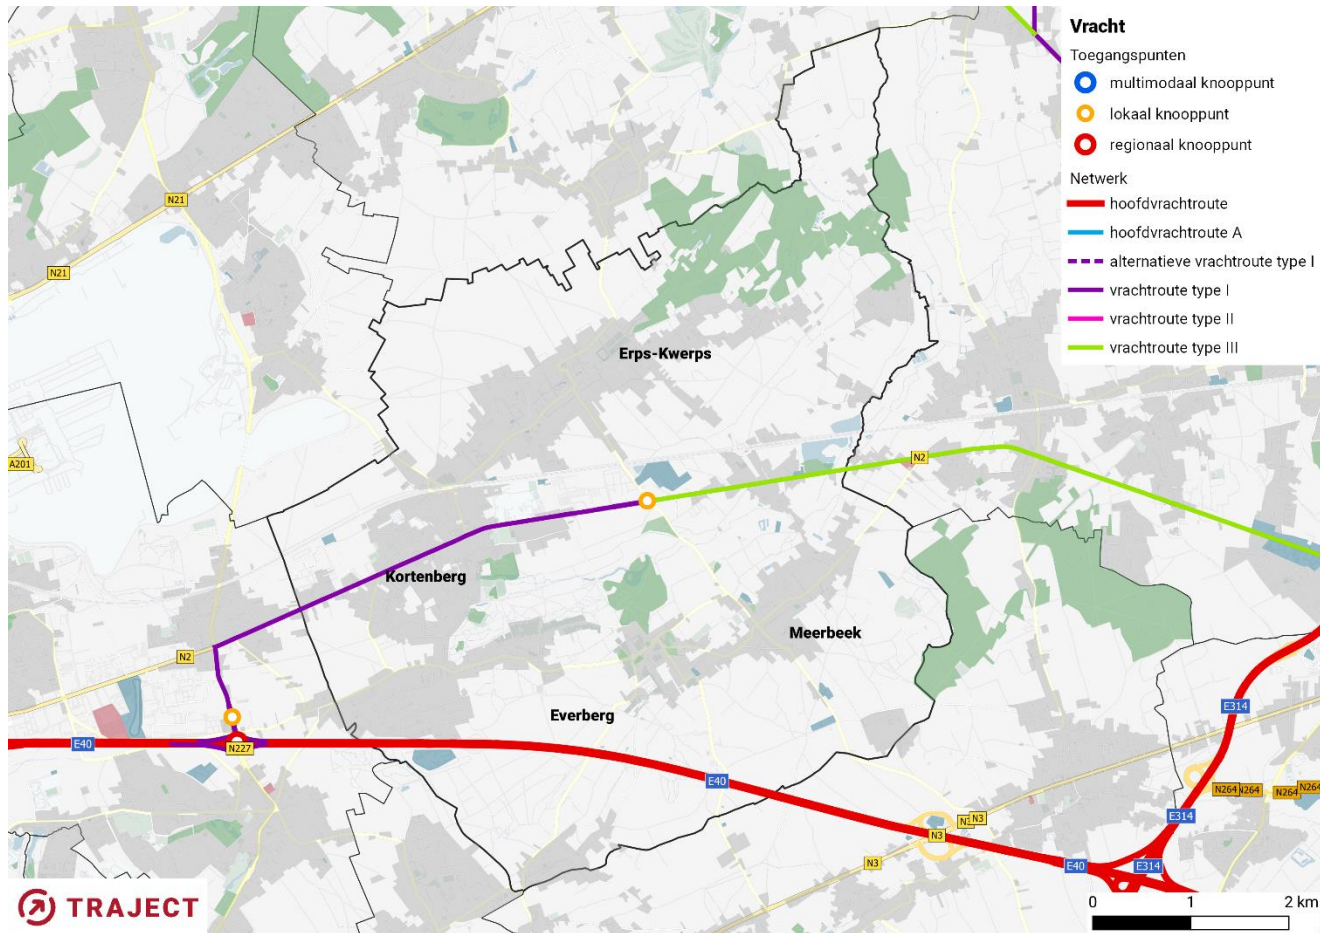 Vracht
Toegangspunten
multimodaal knooppunt
lokaal knooppunt
regionaal knooppunt
Netwerk
hoofdvrachtroute
hoofdvrachtroute A
alternatieve vrachtroute type I
vrachtroute type I
vrachtroute type II
vrachtroute type III
N21
N21
Erps-Kwerps
A201
N2
Kortenberg
Meerbeek
N2
Everberg
E314
E40
N227
E40
N264
N264
N264
N264
E314
N3
N3
N3
N3
E40
E314
TRAJECT
0 1 2 km